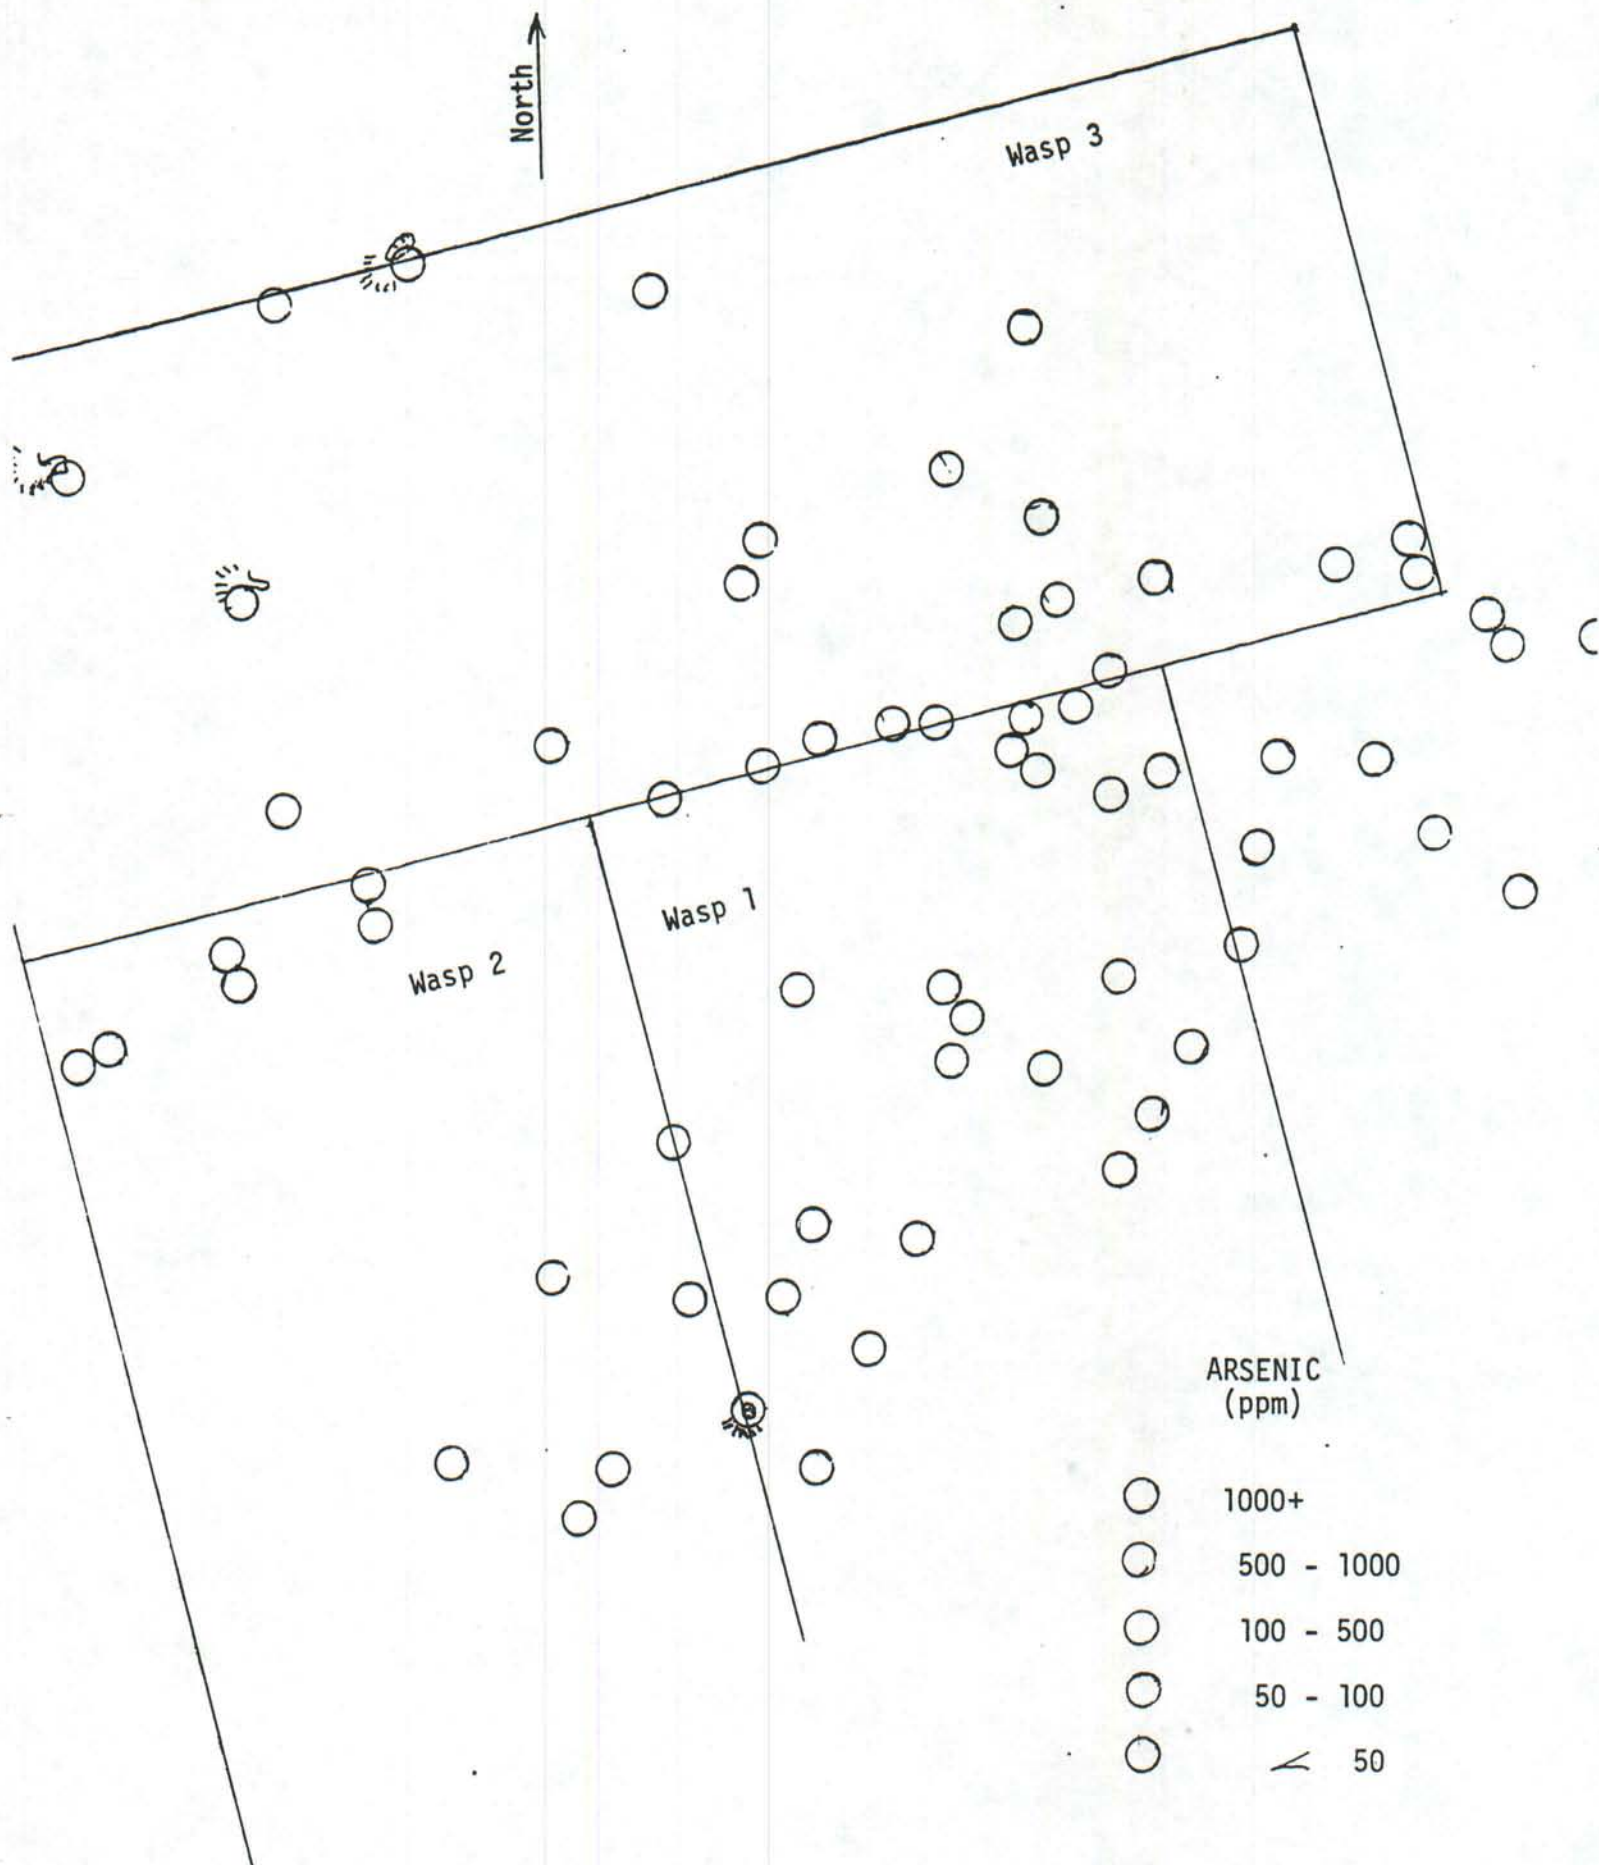 North
Wasp 3
Wasp 1
Wasp 2
ARSENIC
(ppm)
1000+
500 - 1000
100 - 500
50 - 100
< 50